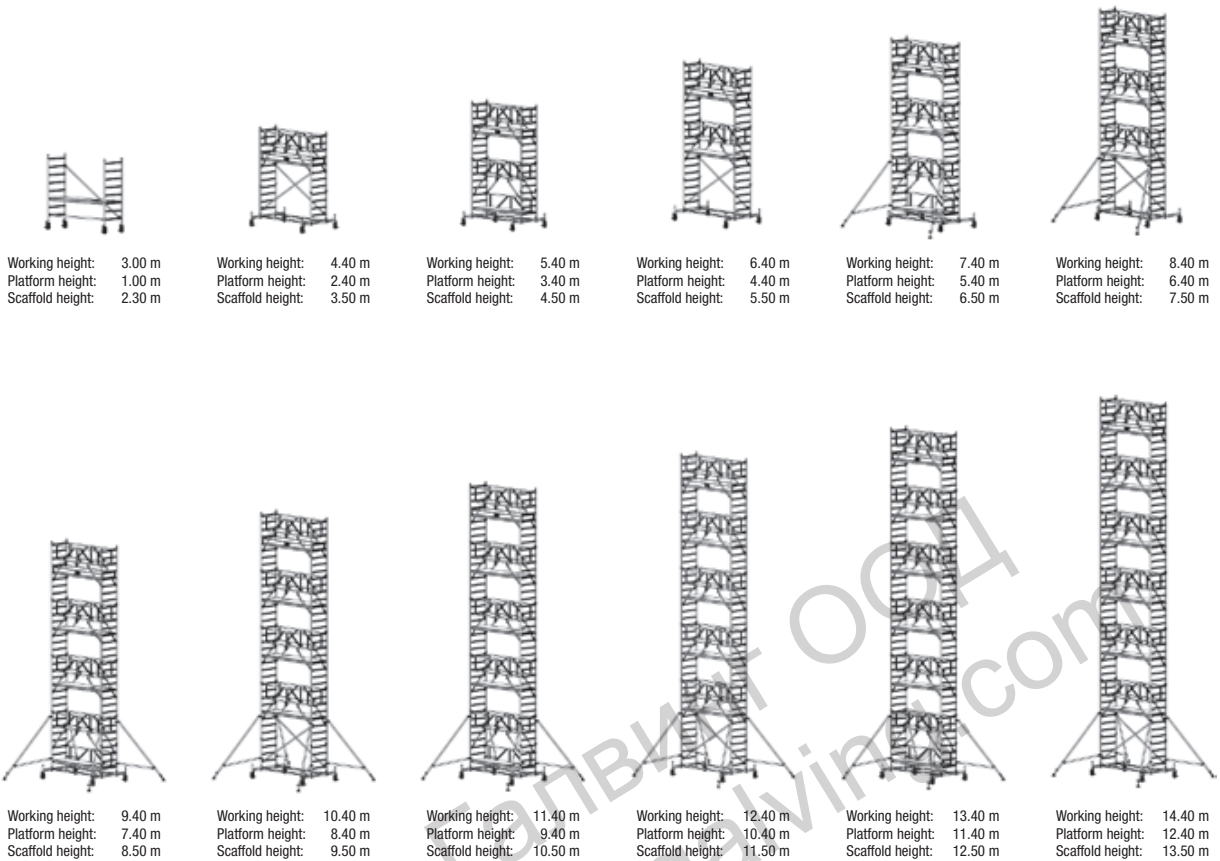 Working height: 3.00 m
Platform height: 1.00 m
Scaffold height: 2.30 m
Working height: 4.40 m
Platform height: 2.40 m
Scaffold height: 3.50 m
Working height: 5.40 m
Platform height: 3.40 m
Scaffold height: 4.50 m
Working height: 6.40 m
Platform height: 4.40 m
Scaffold height: 5.50 m
Working height: 7.40 m
Platform height: 5.40 m
Scaffold height: 6.50 m
Working height: 8.40 m
Platform height: 6.40 m
Scaffold height: 7.50 m
Working height: 9.40 m
Platform height: 7.40 m
Scaffold height: 8.50 m
Working height: 10.40 m
Platform height: 8.40 m
Scaffold height: 9.50 m
Working height: 11.40 m
Platform height: 9.40 m
Scaffold height: 10.50 m
Working height: 12.40 m
Platform height: 10.40 m
Scaffold height: 11.50 m
Working height: 13.40 m
Platform height: 11.40 m
Scaffold height: 12.50 m
Working height: 14.40 m
Platform height: 12.40 m
Scaffold height: 13.50 m
Галвинг ООД
galving.com